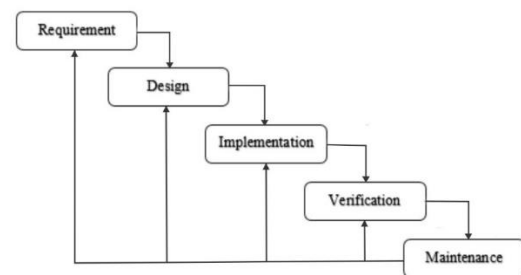 Requirement
Design
Implementation
Verification
Maintenance